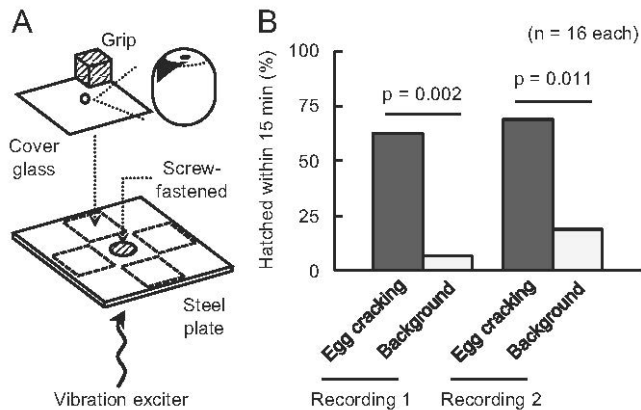 A
Grip
Cover
glass
Screw-
fastened
Steel
plate
Vibration exciter
B
(n = 16 each)
Hatched within 15 min (%)
100
75
50
25
0
p = 0.002
p = 0.011
Egg cracking
Background
Egg cracking
Background
Recording 1
Recording 2